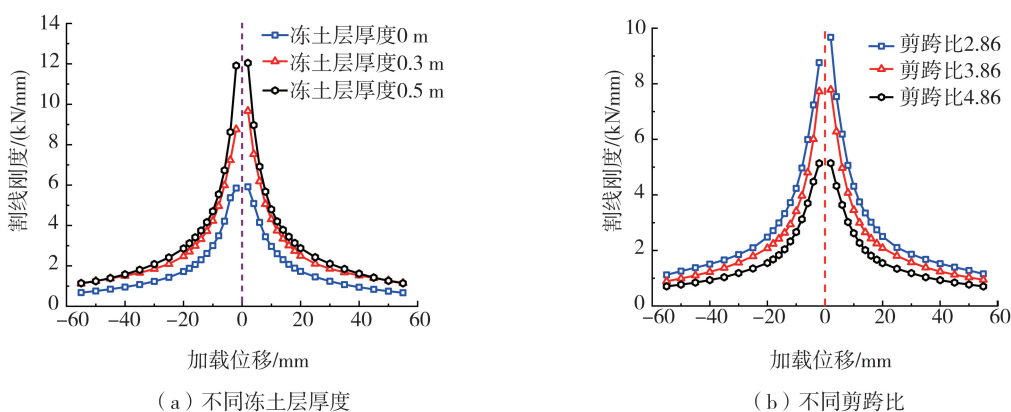 割线刚度/(kN/mm)
14
12
10
8
6
4
2
0
冻土层厚度0 m
冻土层厚度0.3 m
冻土层厚度0.5 m
−60 −40 −20 0 20 40 60
加载位移/mm
（a）不同冻土层厚度
割线刚度/(kN/mm)
10
8
6
4
2
0
剪跨比2.86
剪跨比3.86
剪跨比4.86
−60 −40 −20 0 20 40 60
加载位移/mm
（b）不同剪跨比